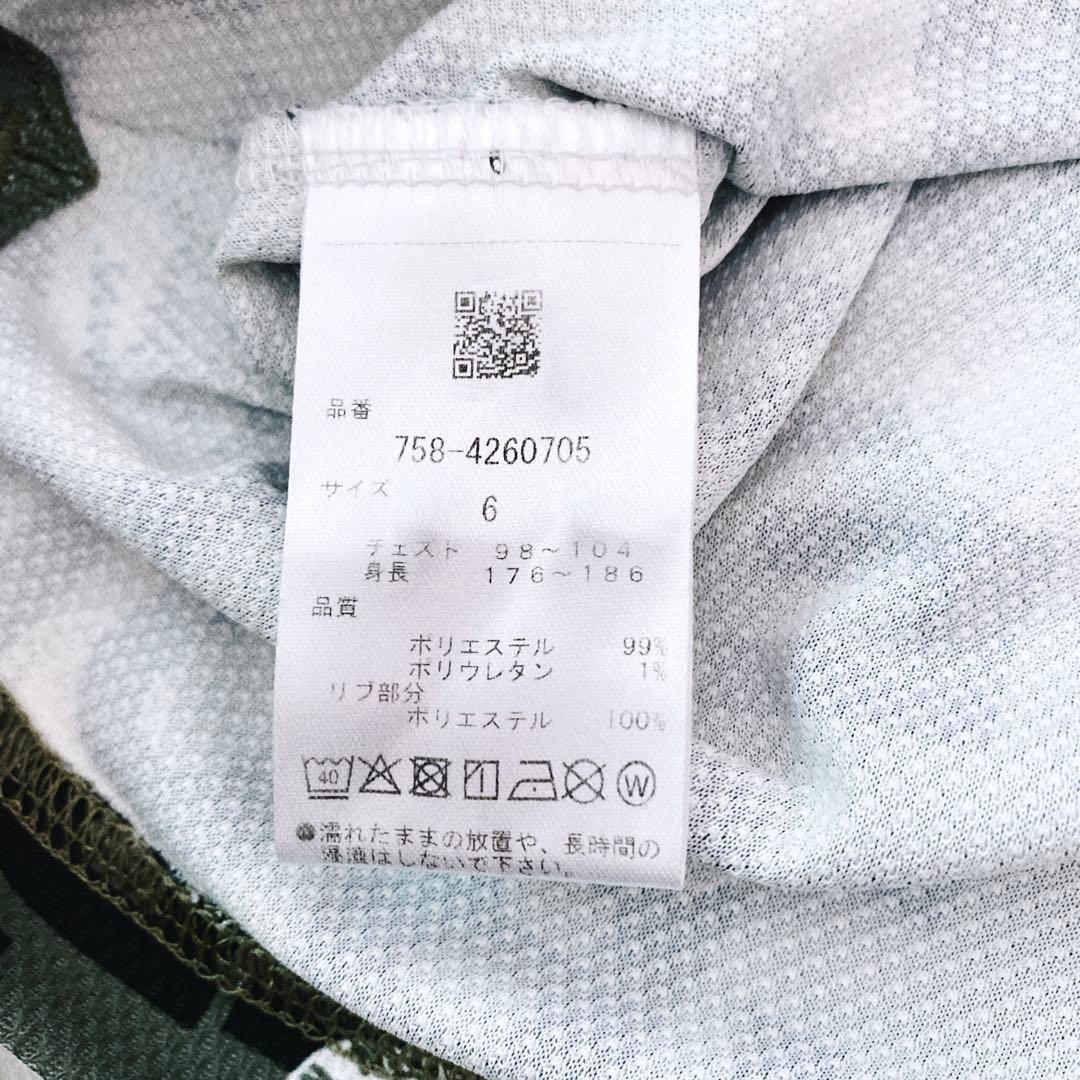 6
品番
758-4260705
サイズ
6
チェスト 98～104
身長 176～186
品質
ポリエステル 99%
ポリウレタン 1%
リブ部分
ポリエステル 100%
40
W
●濡れたままの放置や、長時間の
浸漬はしないで下さい。